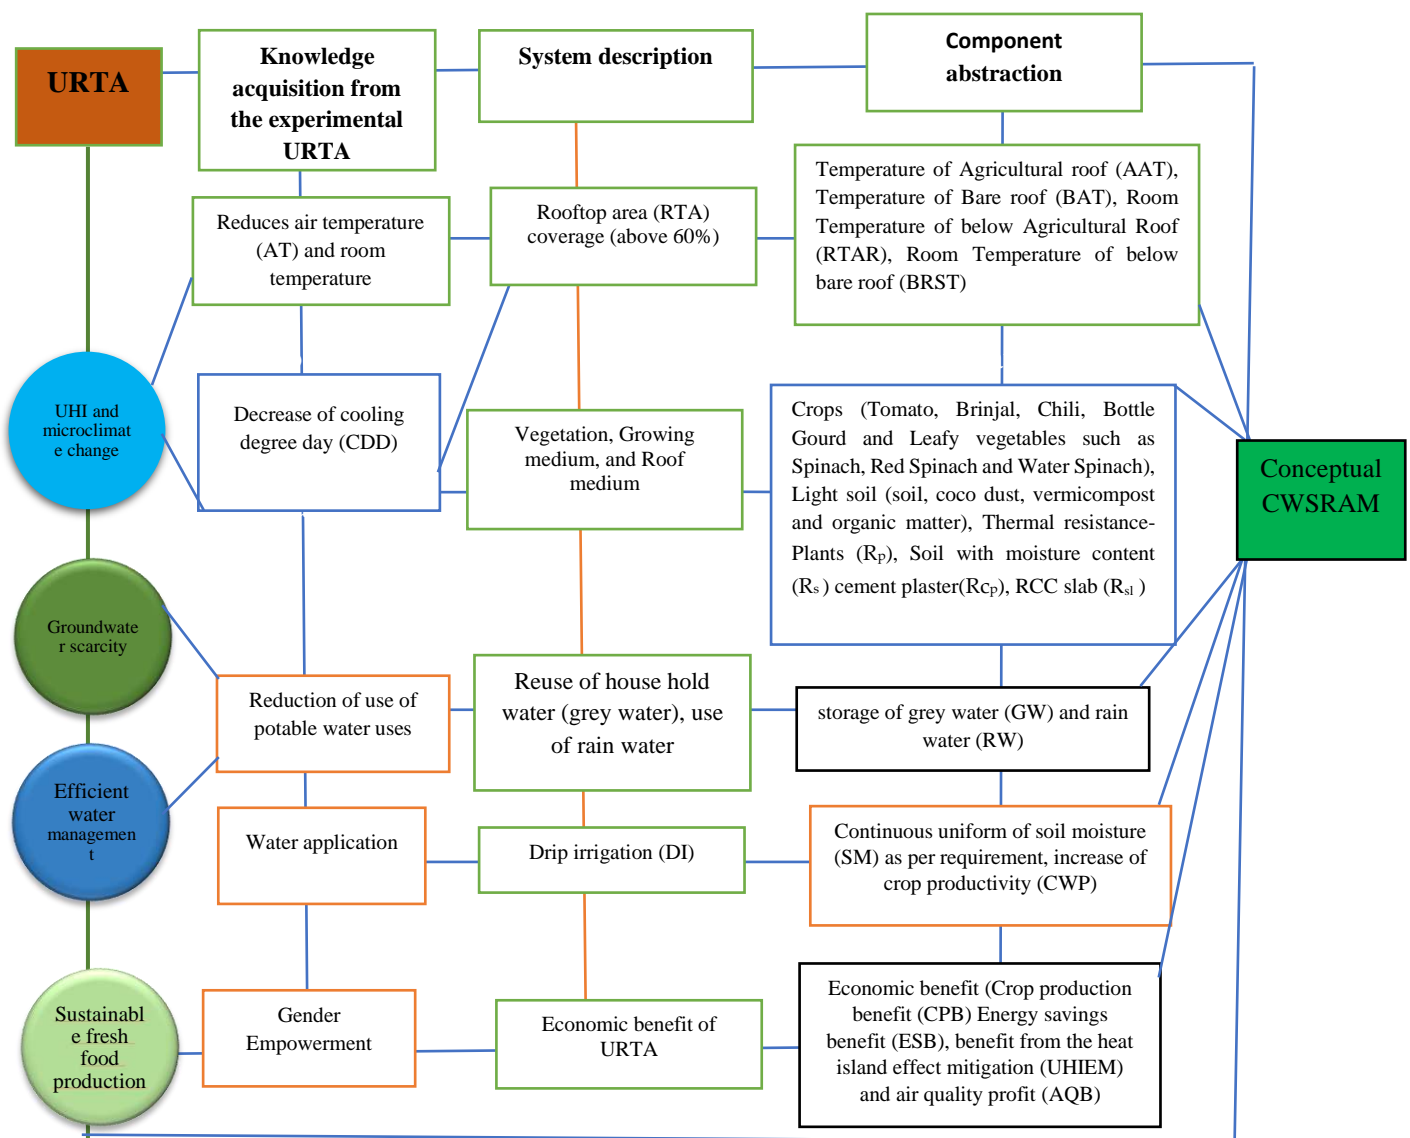 URTA
Knowledge
acquisition from
the experimental
URTA
System description
Component
abstraction
Reduces air temperature
(AT) and room
temperature
Rooftop area (RTA)
coverage (above 60%)
Temperature of Agricultural roof (AAT),
Temperature of Bare roof (BAT), Room
Temperature of below Agricultural Roof
(RTAR), Room Temperature of below
bare roof (BRST)
UHI and
microclimat
e change
Decrease of cooling
degree day (CDD)
Vegetation, Growing
medium, and Roof
medium
Crops (Tomato, Brinjal, Chili, Bottle
Gourd and Leafy vegetables such as
Spinach, Red Spinach and Water Spinach),
Light soil (soil, coco dust, vermicompost
and organic matter), Thermal resistance-
Plants (Rp), Soil with moisture content
(Rs ) cement plaster(Rcp), RCC slab (Rsl )
Conceptual
CWSRAM
Groundwate
r scarcity
Reduction of use of
potable water uses
Reuse of house hold
water (grey water), use
of rain water
storage of grey water (GW) and rain
water (RW)
Efficient
water
managemen
t
Water application
Drip irrigation (DI)
Continuous uniform of soil moisture
(SM) as per requirement, increase of
crop productivity (CWP)
Sustainabl
e fresh
food
production
Gender
Empowerment
Economic benefit of
URTA
Economic benefit (Crop production
benefit (CPB) Energy savings
benefit (ESB), benefit from the heat
island effect mitigation (UHIEM)
and air quality profit (AQB)